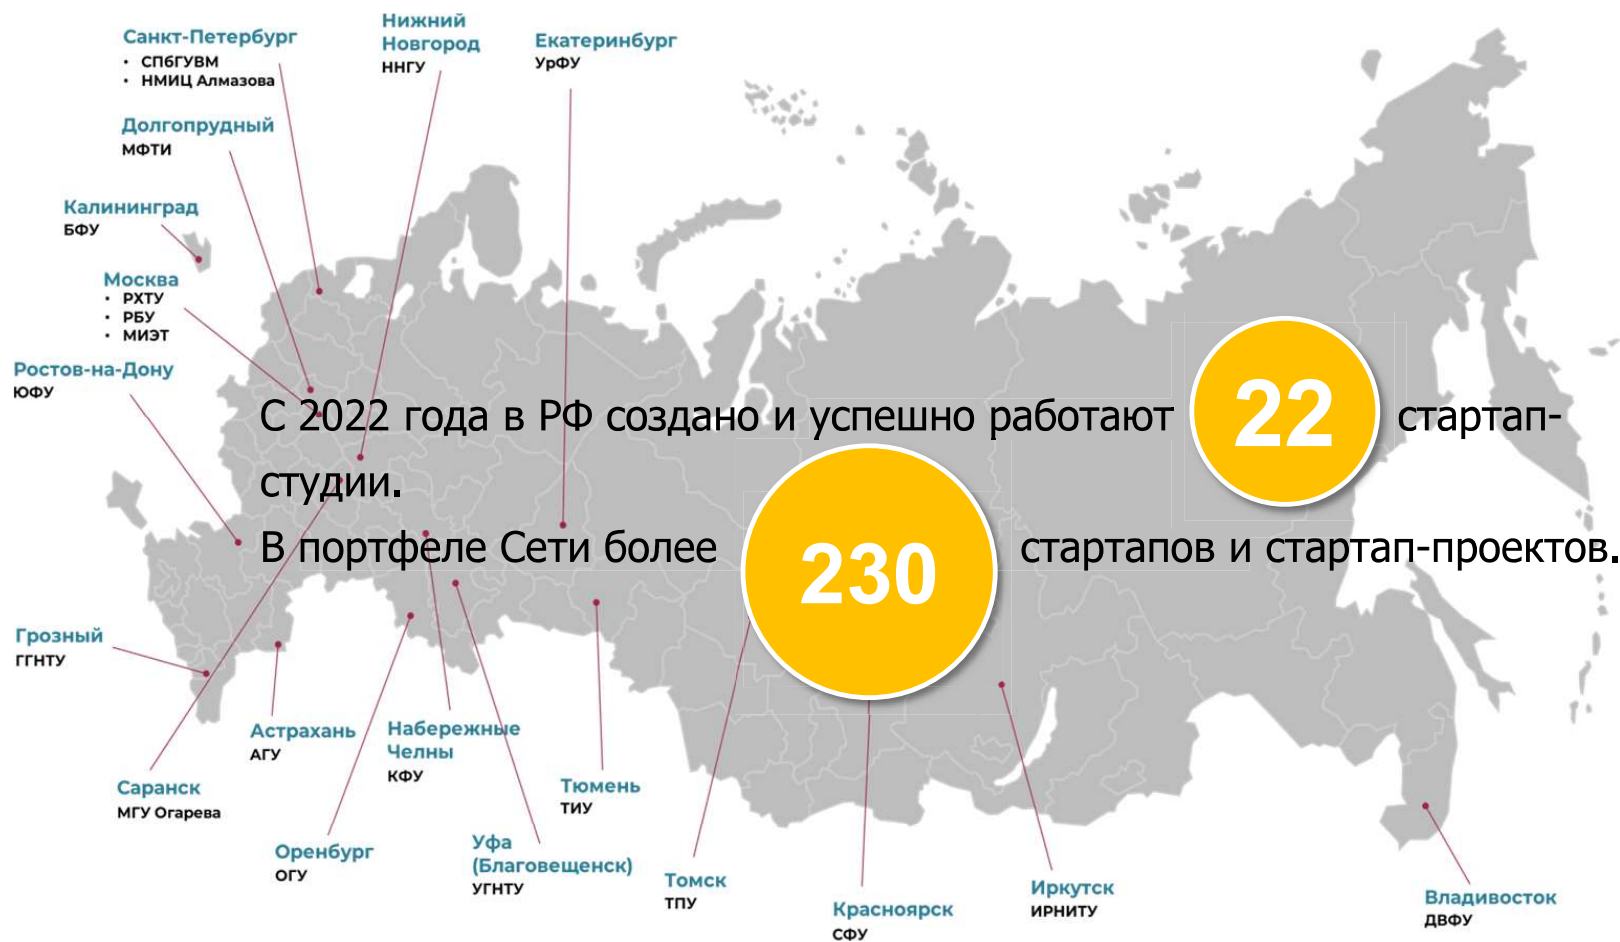 Санкт-Петербург
• СПбГУВМ
• НМИЦ Алмазова
Нижний
Новгород
ННГУ
Екатеринбург
УрФУ
Долгопрудный
МФТИ
Калининград
БФУ
Москва
• РХТУ
• РБУ
• МИЭТ
Ростов-на-Дону
ЮФУ
С 2022 года в РФ создано и успешно работают 22 стартап-
студии.
В портфеле Сети более 230 стартапов и стартап-проектов.
Грозный
ГГНТУ
Астрахань
АГУ
Набережные
Челны
КФУ
Саранск
МГУ Огарева
Тюмень
ТИУ
Оренбург
ОГУ
Уфа
(Благовещенск)
УГНТУ
Томск
ТПУ
Красноярск
СФУ
Иркутск
ИРНИТУ
Владивосток
ДВФУ